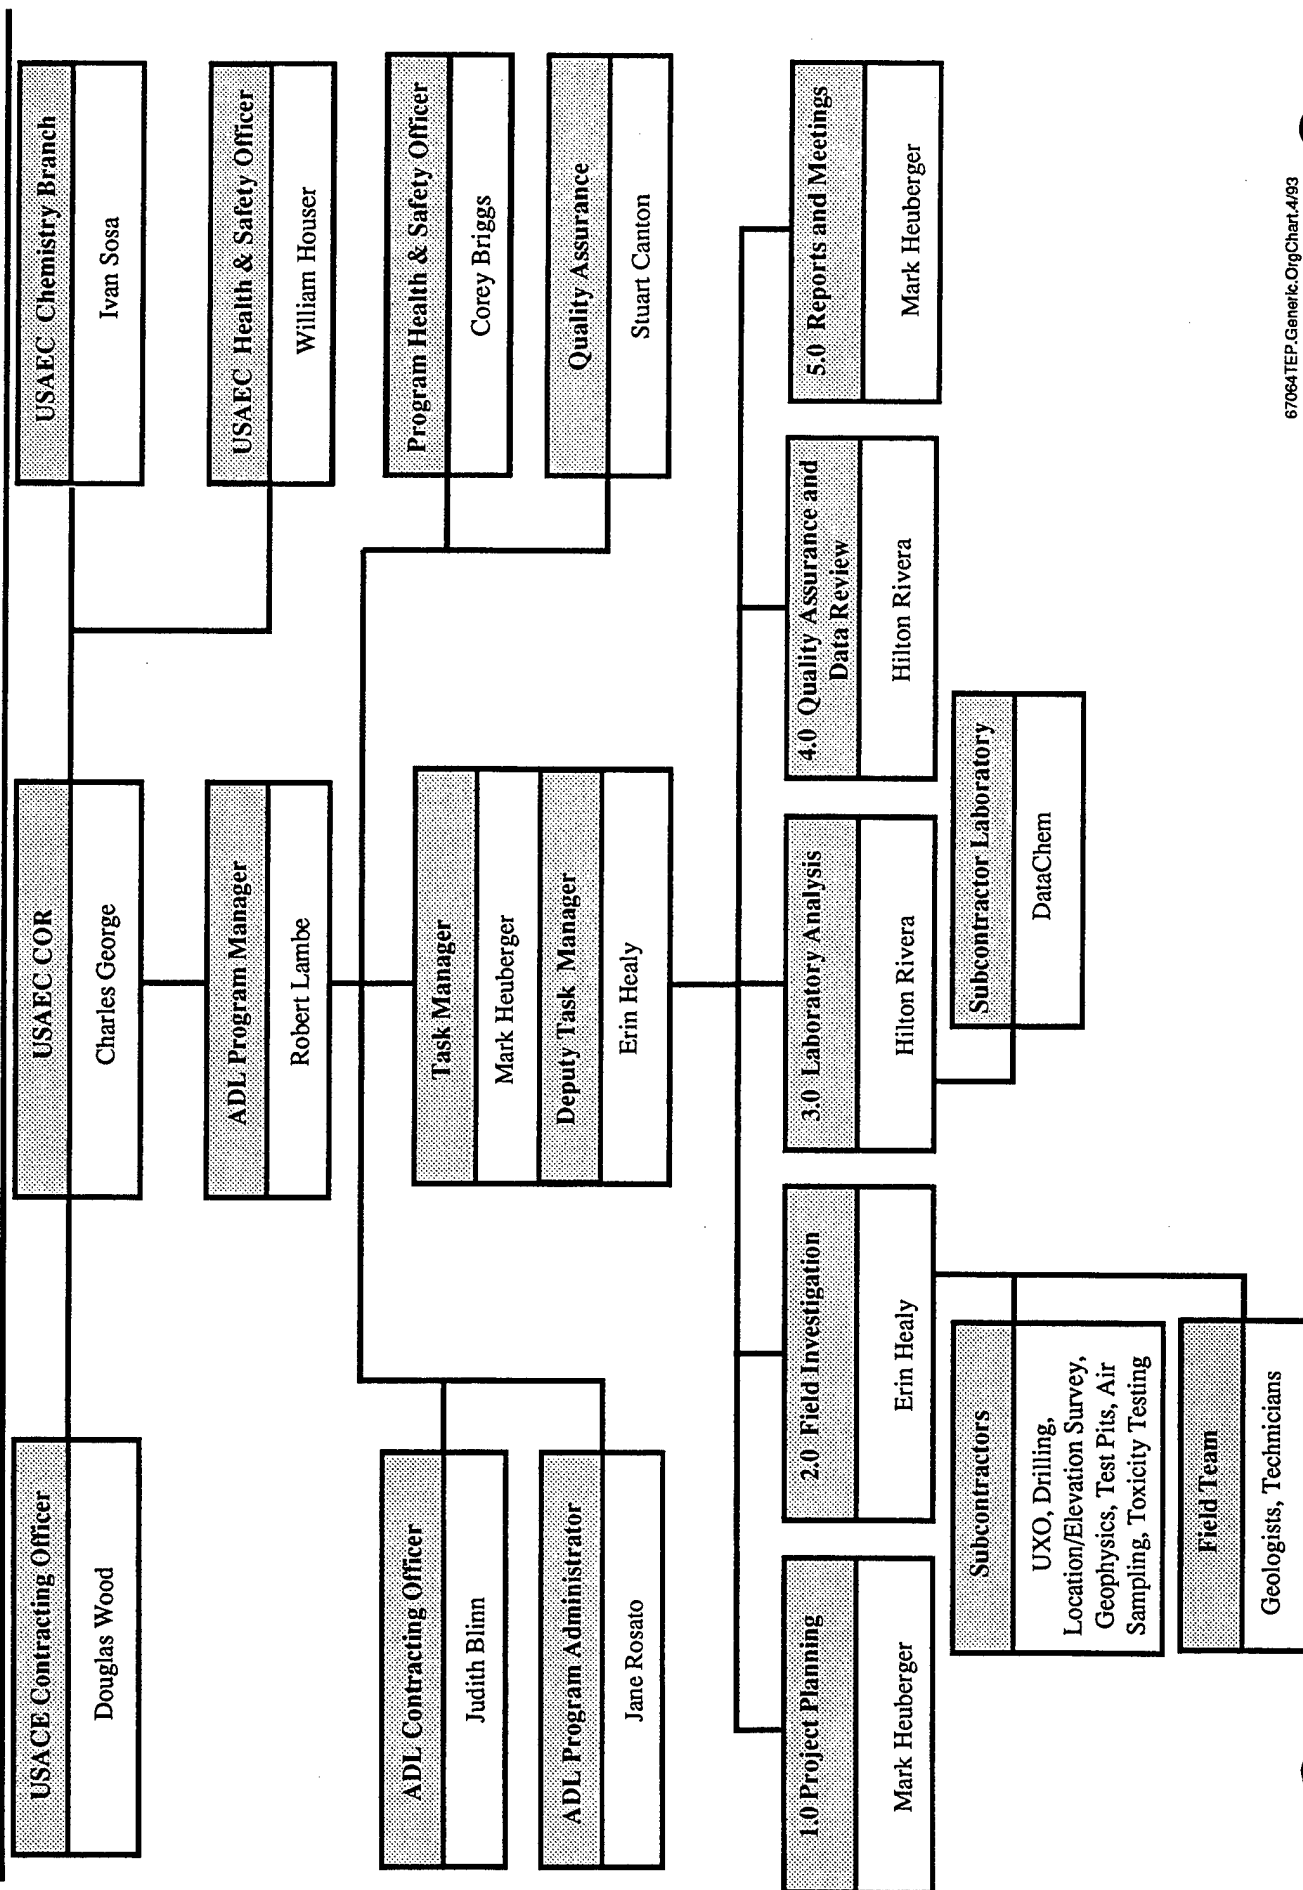 USACE Contracting Officer
Douglas Wood
USAEC COR
Charles George
USAEC Chemistry Branch
Ivan Sosa
ADL Program Manager
Robert Lambe
USAEC Health & Safety Officer
William Houser
ADL Contracting Officer
Judith Blinn
ADL Program Administrator
Jane Rosato
Task Manager
Mark Heuberger
Deputy Task Manager
Erin Healy
Program Health & Safety Officer
Corey Briggs
Quality Assurance
Stuart Canton
1.0 Project Planning
Mark Heuberger
2.0 Field Investigation
Erin Healy
3.0 Laboratory Analysis
Hilton Rivera
4.0 Quality Assurance and
Data Review
Hilton Rivera
5.0 Reports and Meetings
Mark Heuberger
Subcontractors
UXO, Drilling,
Location/Elevation Survey,
Geophysics, Test Pits, Air
Sampling, Toxicity Testing
Subcontractor Laboratory
DataChem
Field Team
Geologists, Technicians
67064TEP.Generic.OrgChart.4/93